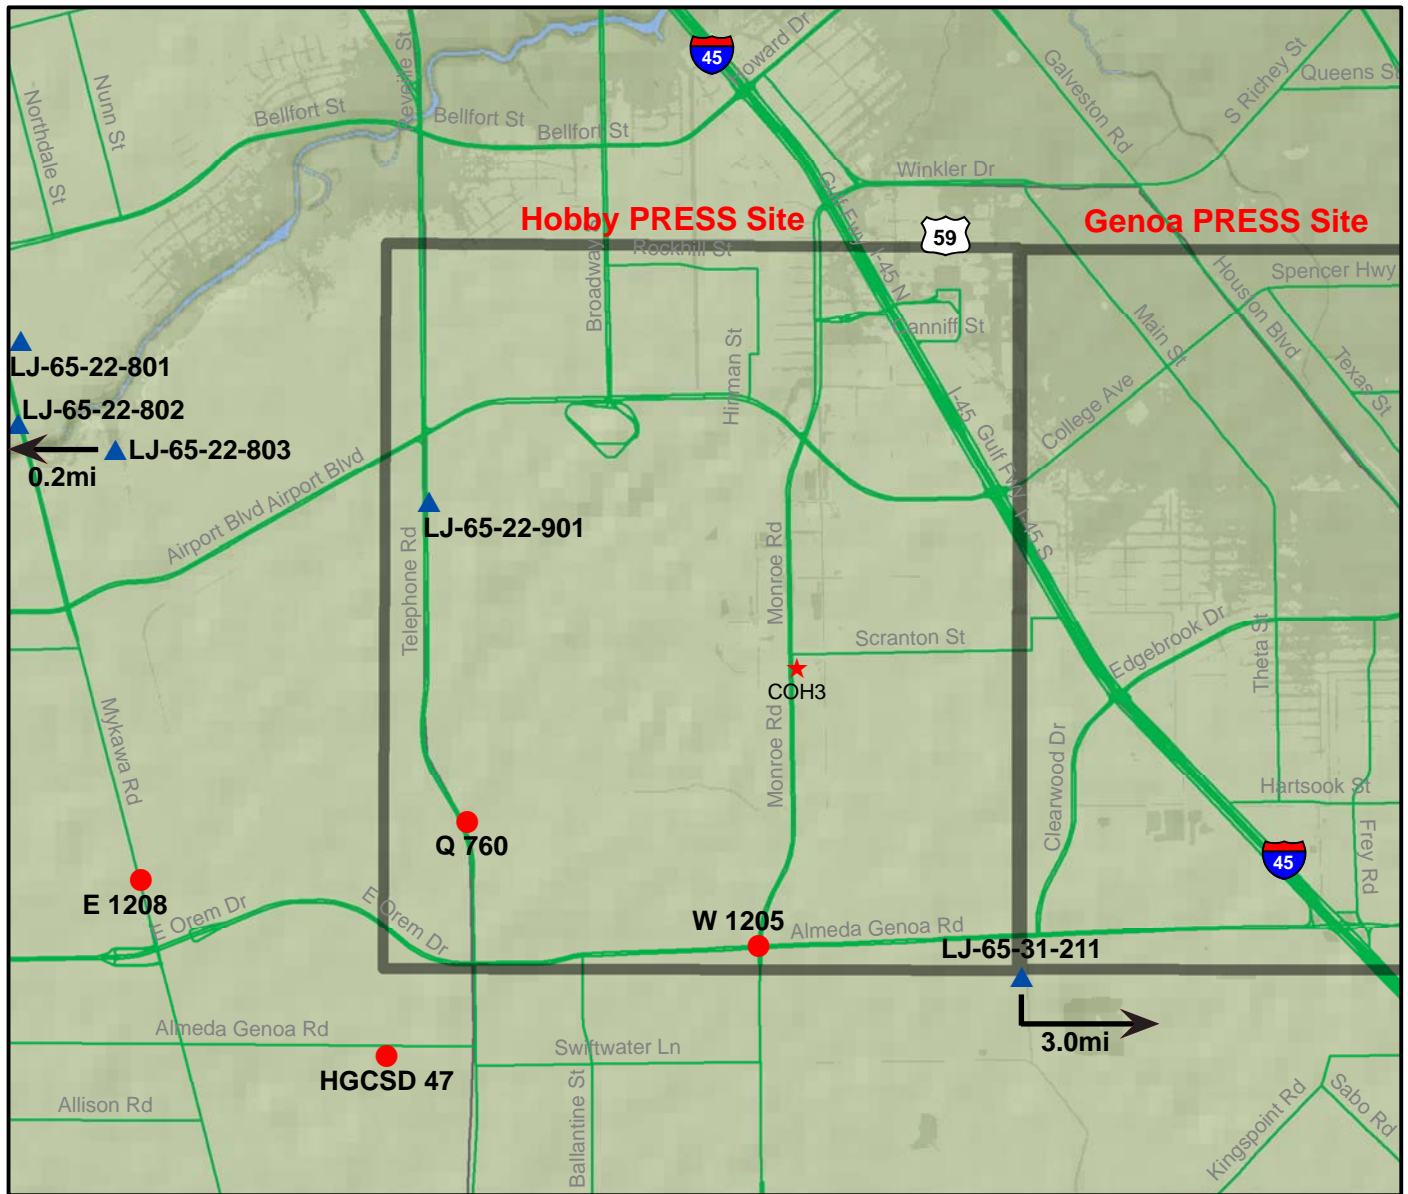 45
Howard Dr
Reveille St
Galveston Rd
S Richey St
Queens St
Nunn St
Northdale St
Bellfort St
Bellfort St
Bellfort St
Winkler Dr
Gulf Fwy
I-45 N
Hobby PRESS Site
59
Genoa PRESS Site
Broadway S
Rockhill St
Houston Blvd
Spencer Hwy
Canniff St
Main St
Hinman St
Texas St
LJ-65-22-801
LJ-65-22-802
LJ-65-22-803
0.2mi
I-45
Gulf Fwy
I-45 S
College Ave
Airport Blvd
Airport Blvd
LJ-65-22-901
Telephone Rd
Monroe Rd
Scranton St
Edgebrook Dr
Theta St
COH3
Mykawa Rd
Monroe Rd
Clearwood Dr
Hartsook St
Q 760
45
Frey Rd
E 1208
E Orem Dr
E Orem Dr
W 1205
Almeda Genoa Rd
LJ-65-31-211
3.0mi
Almeda Genoa Rd
Swiftwater Ln
HGCSD 47
Allison Rd
Ballantine St
Kingspoint Rd
Sabo Rd